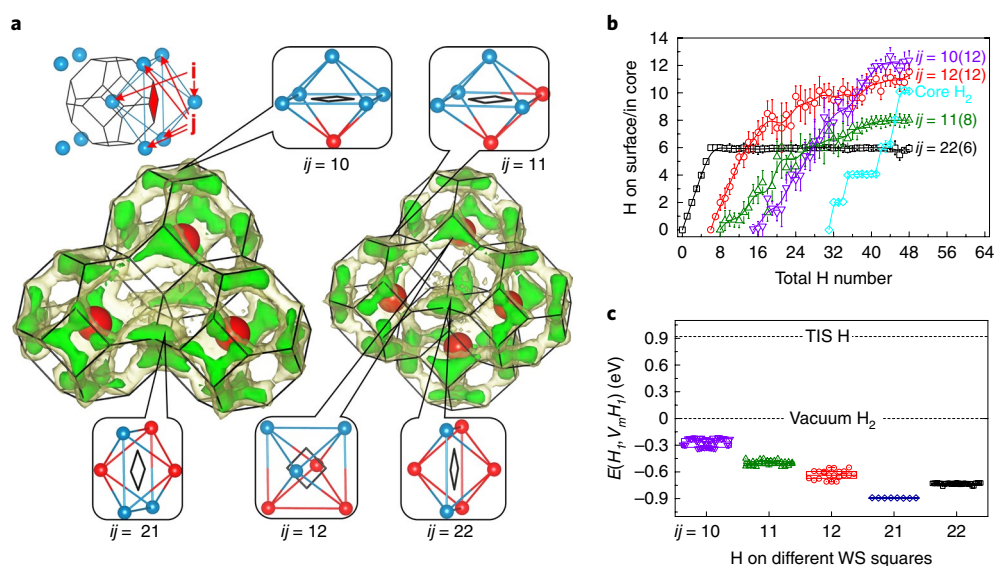 a
i
j
ij = 10
ij = 11
ij = 21
ij = 12
ij = 22
b
H on surface/in core
14
12
10
8
6
4
2
0
ij = 10(12)
ij = 12(12)
Core H₂
ij = 11(8)
ij = 22(6)
0 8 16 24 32 40 48 56 64
Total H number
c
E(H₁,VₘH₁) (eV)
0.9
0.6
0.3
0
−0.3
−0.6
−0.9
TIS H
Vacuum H₂
ij = 10 11 12 21 22
H on different WS squares